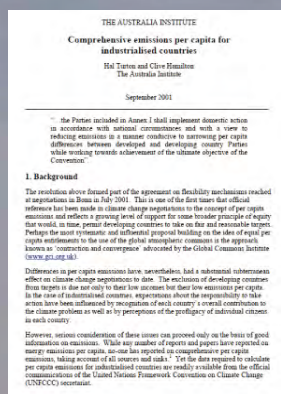 THE AUSTRALIA INSTITUTE
Comprehensive emissions per capita for
industrialised countries
Hal Turton and Clive Hamilton
The Australia Institute
September 2001
". the Parties included in Annex I shall implement domestic action
in accordance with national circumstances and with a view to
reducing emissions in a manner conducive to narrowing per capita
differences between developed and developing country Parties
while working towards achievement of the ultimate objective of the
Convention".
1. Background
The resolution above formed part of the agreement on flexibility mechanisms reached
at negotiations in Bonn in July 2001. This is one of the first times that official
reference has been made in climate change negotiations to the concept of per capita
emissions and reflects a growing level of support for some broader principle of equity
that would, in time, permit developing countries to take on fair and reasonable targets.
Perhaps the most systematic and influential proposal building on the idea of equal per
capita entitlements to the use of the global atmospheric commons is the approach
known as 'contraction and convergence' advocated by the Global Commons Institute
(www.gci.org.uk).
Differences in per capita emissions have, nevertheless, had a substantial subterranean
effect on climate change negotiations to date. The exclusion of developing countries
from targets is due not only to their low incomes but their low emissions per capita.
In the case of industrialised countries, expectations about the responsibility to take
action have been influenced by recognition of each country's overall contribution to
the climate problem as well as by perceptions of the profligacy of individual citizens
in each country.
However, serious consideration of these issues can proceed only on the basis of good
information on emissions. While any number of reports and papers have reported on
energy emissions per capita, no-one has reported on comprehensive per capita
emissions, taking account of all sources and sinks. Yet the data required to calculate
per capita emissions for industrialised countries are readily available from the official
communications of the United Nations Framework Convention on Climate Change
(UNFCCC) secretariat.